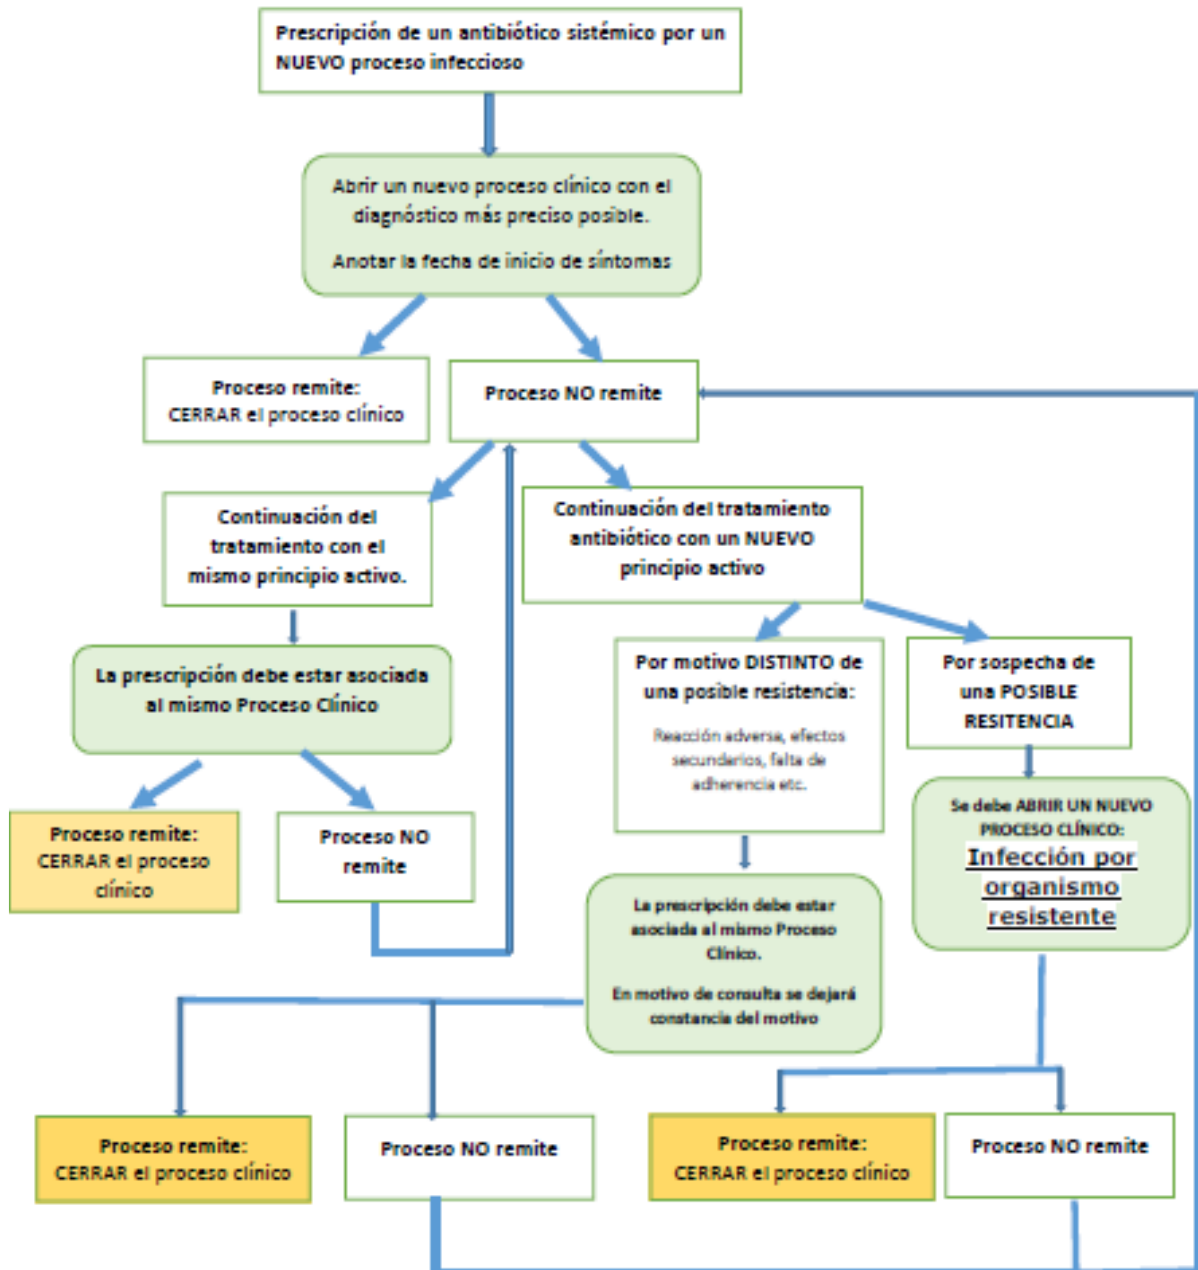 Prescripción de un antibiótico sistémico por un
NUEVO proceso infeccioso
Abrir un nuevo proceso clínico con el
diagnóstico más preciso posible.
Anotar la fecha de inicio de síntomas
Proceso remite:
CERRAR el proceso clínico
Proceso NO remite
Continuación del
tratamiento con el
mismo principio activo.
Continuación del tratamiento
antibiótico con un NUEVO
principio activo
La prescripción debe estar asociada
al mismo Proceso Clínico
Por motivo DISTINTO de
una posible resistencia:
Reacción adversa, efectos
secundarios, falta de
adherencia etc.
Por sospecha de
una POSIBLE
RESITENCIA
Proceso remite:
CERRAR el proceso
clínico
Proceso NO
remite
Se debe ABRIR UN NUEVO
PROCESO CLÍNICO:
Infección por
organismo
resistente
La prescripción debe estar
asociada al mismo Proceso
Clínico.
En motivo de consulta se dejará
constancia del motivo
Proceso remite:
CERRAR el proceso clínico
Proceso NO remite
Proceso remite:
CERRAR el proceso clínico
Proceso NO remite